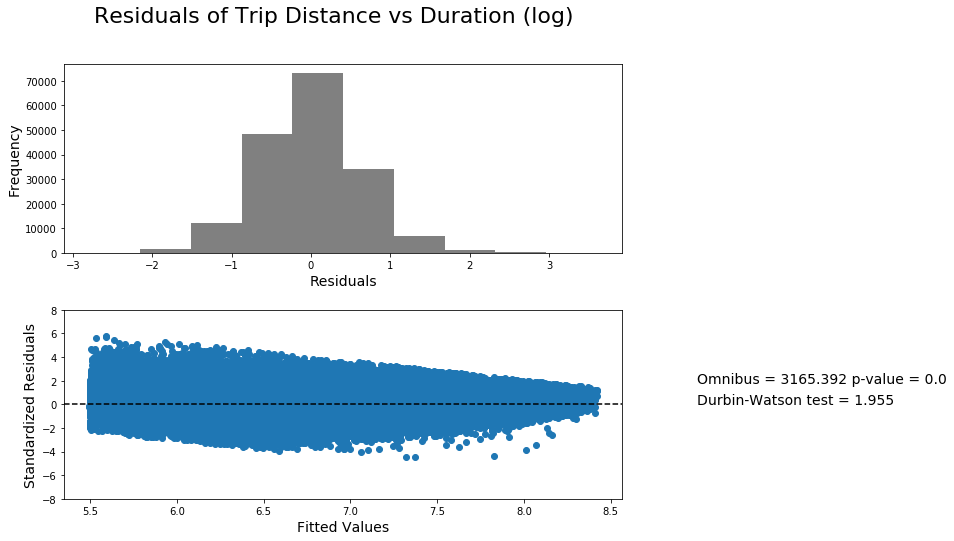 Residuals of Trip Distance vs Duration (log)
70000
60000
50000
40000
30000
20000
10000
0
Frequency
−3 −2 −1 0 1 2 3
Residuals
8
6
4
2
0
−2
−4
−6
−8
Standardized Residuals
5.5 6.0 6.5 7.0 7.5 8.0 8.5
Fitted Values
Omnibus = 3165.392 p-value = 0.0
Durbin-Watson test = 1.955